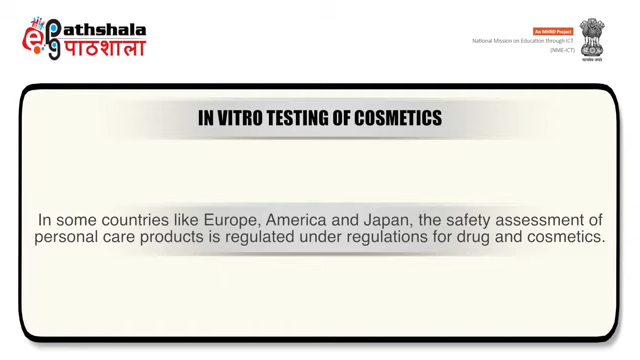 Pathshala
पाठशाला
An MHRD Project
National Mission on Education through ICT
(NME-ICT)
IN VITRO TESTING OF COSMETICS
In some countries like Europe, America and Japan, the safety assessment of
personal care products is regulated under regulations for drug and cosmetics.